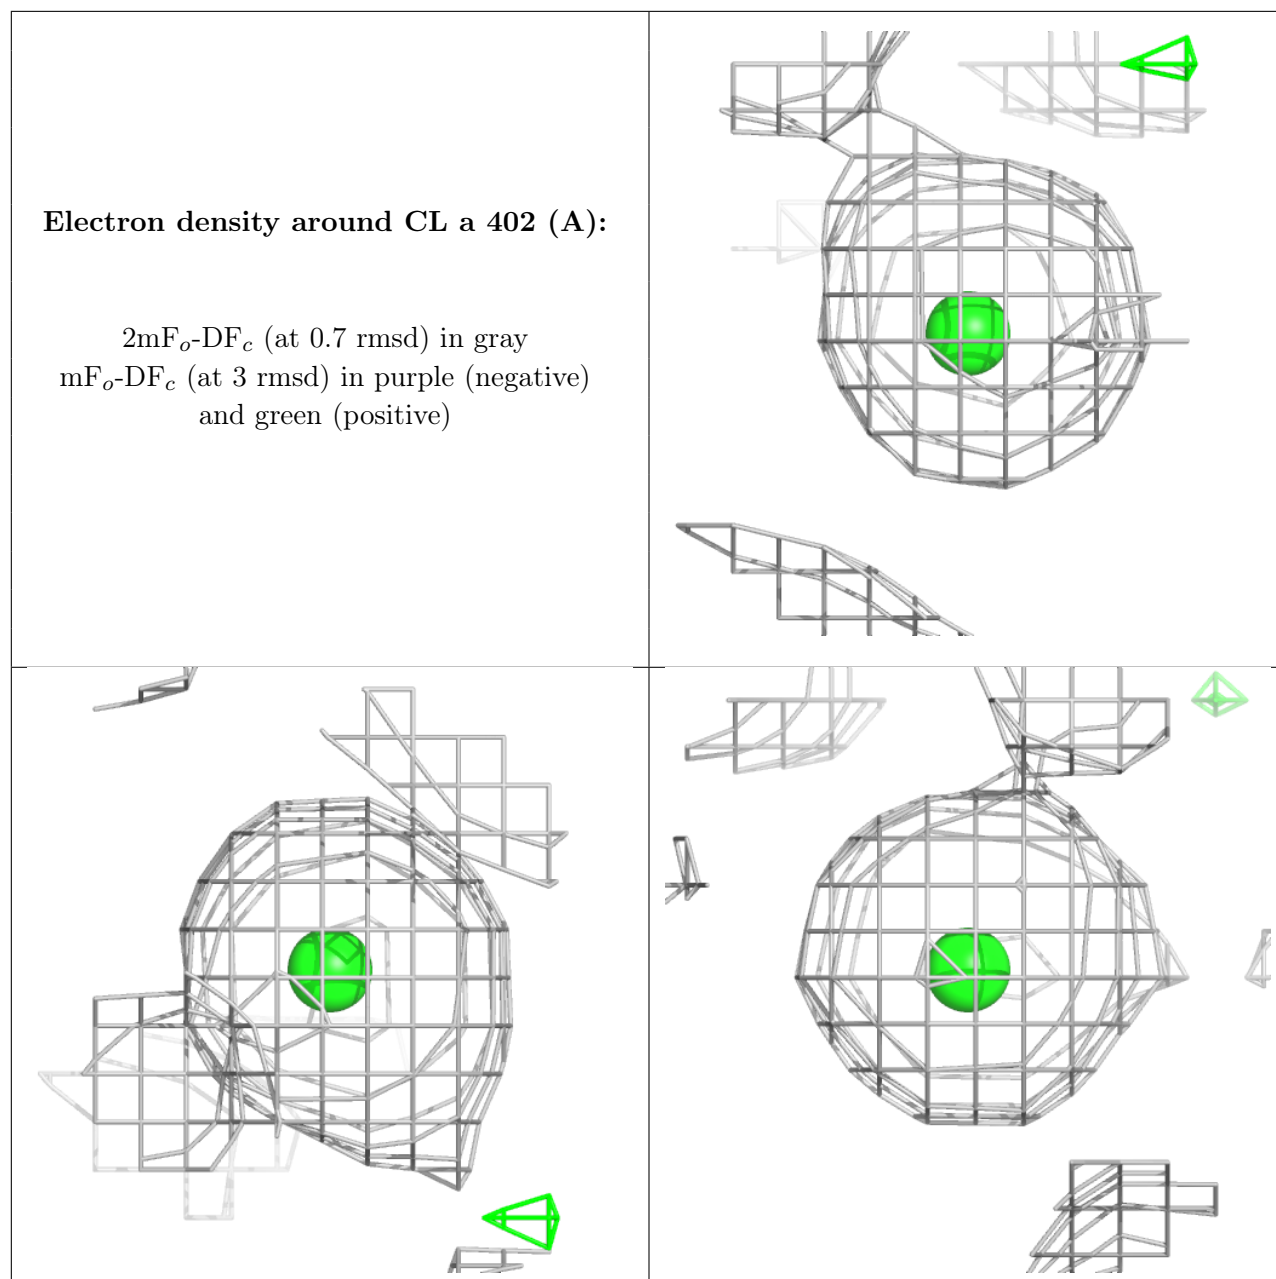 Electron density around CL a 402 (A):
2mFo-DFc (at 0.7 rmsd) in gray
mFo-DFc (at 3 rmsd) in purple (negative)
and green (positive)